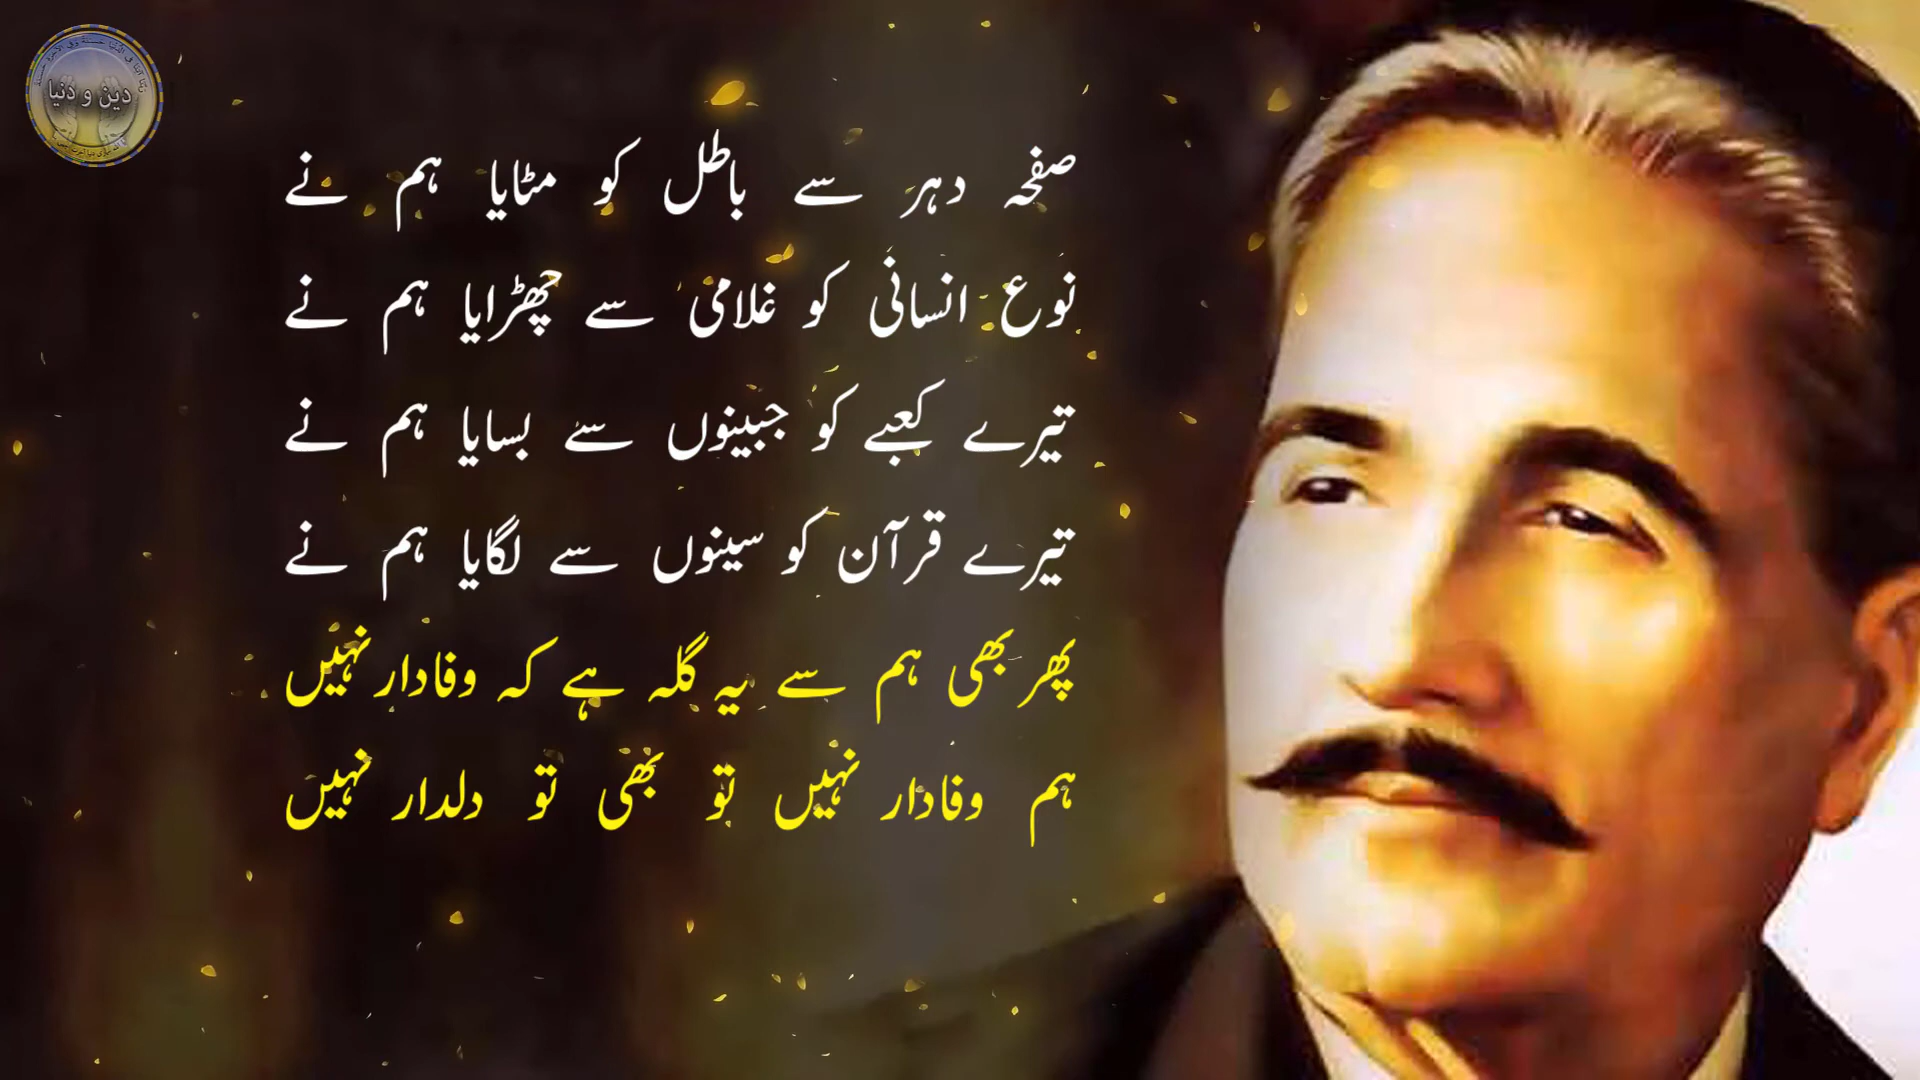 دین و دنیا
صفحہ دہر سے باطل کو مٹایا ہم نے
نوع انسانی کو غلامی سے چھڑایا ہم نے
تیرے کعبے کو جبینوں سے بسایا ہم نے
تیرے قرآن کو سینوں سے لگایا ہم نے
پھر بھی ہم سے یہ گلہ ہے کہ وفادار نہیں
ہم وفادار نہیں تو بھی تو دلدار نہیں